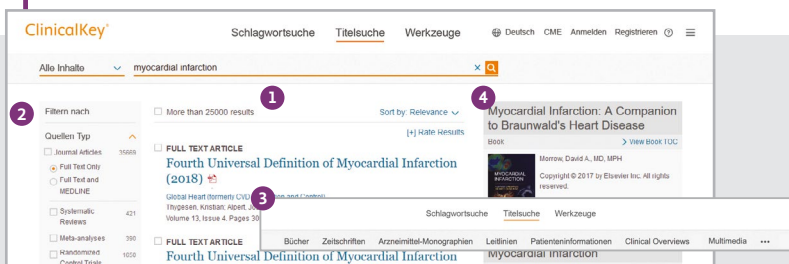 ClinicalKey®
Schlagwortsuche Titelsuche Werkzeuge
Deutsch CME Anmelden Registrieren
Alle Inhalte myocardial infarction
1
2
3
4
Filtern nach
Quellen Typ
Journal Articles 35669
Full Text Only
Full Text and
MEDLINE
Systematic 421
Reviews
Meta-analyses 390
Randomized
Control Trials
More than 25000 results Sort by: Relevance
[+] Rate Results
FULL TEXT ARTICLE
Fourth Universal Definition of Myocardial Infarction
(2018)
Global Heart (formerly CVD and Control)
Thygesen, Kristian; Alpert,
Volume 13, Issue 4. Pages
FULL TEXT ARTICLE
Fourth Universal Definition of Myocardial Infarction
Myocardial Infarction: A Companion
to Braunwald's Heart Disease
Book View Book TOC
MYOCARDIAL
INFARCTION
Morrow, David A., MD, MPH
Copyright © 2017 by Elsevier Inc. All rights
reserved.
Schlagwortsuche Titelsuche Werkzeuge
Bücher Zeitschriften Arzneimittel-Monographien Leitlinien Patienteninformationen Clinical Overviews Multimedia •••
Myocardial Infarction